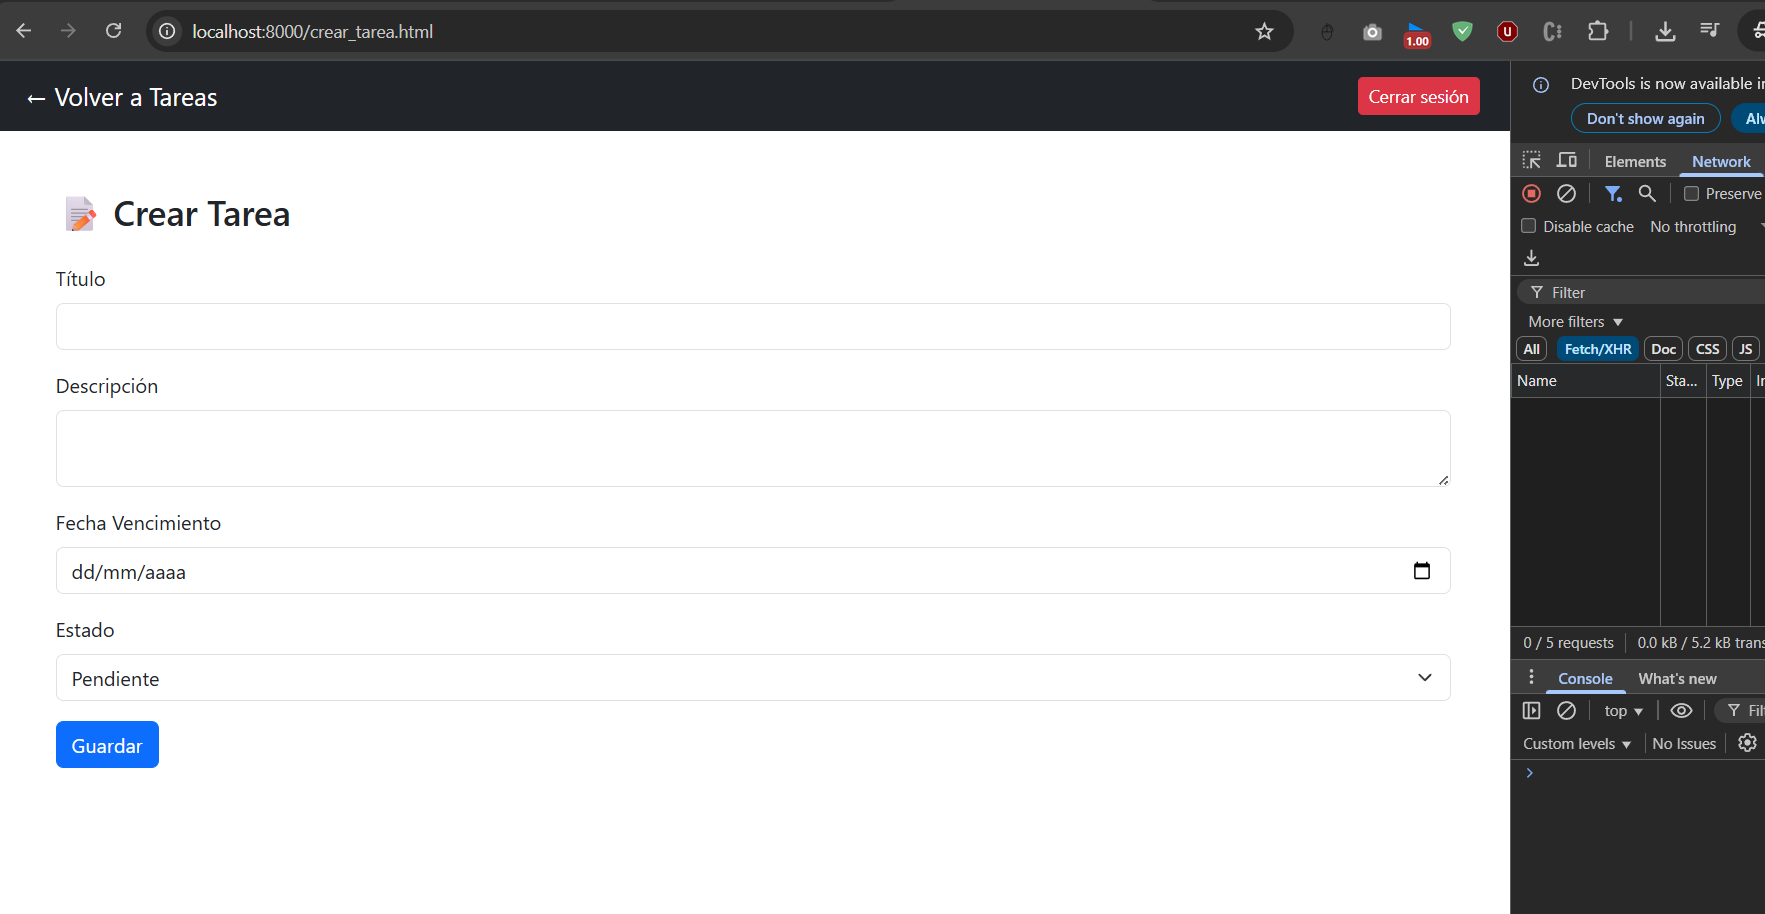 localhost:8000/crear_tarea.html
1.00
← Volver a Tareas
Cerrar sesión
Crear Tarea
Título
Descripción
Fecha Vencimiento
dd/mm/aaaa
Estado
Pendiente
Guardar
DevTools is now available in
Don't show again
Elements Network
Preserve
Disable cache No throttling
Filter
More filters
All Fetch/XHR Doc CSS JS
Name Sta... Type
0 / 5 requests 0.0 kB / 5.2 kB trans
Console What's new
top
Custom levels No Issues